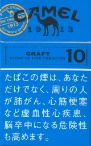 CAMEL
1913
CRAFT
10
たばこの煙は、あなた
だけでなく、周りの人
が肺がん、心筋梗塞
など虚血性心疾患、
脳卒中になる危険性
も高めます。